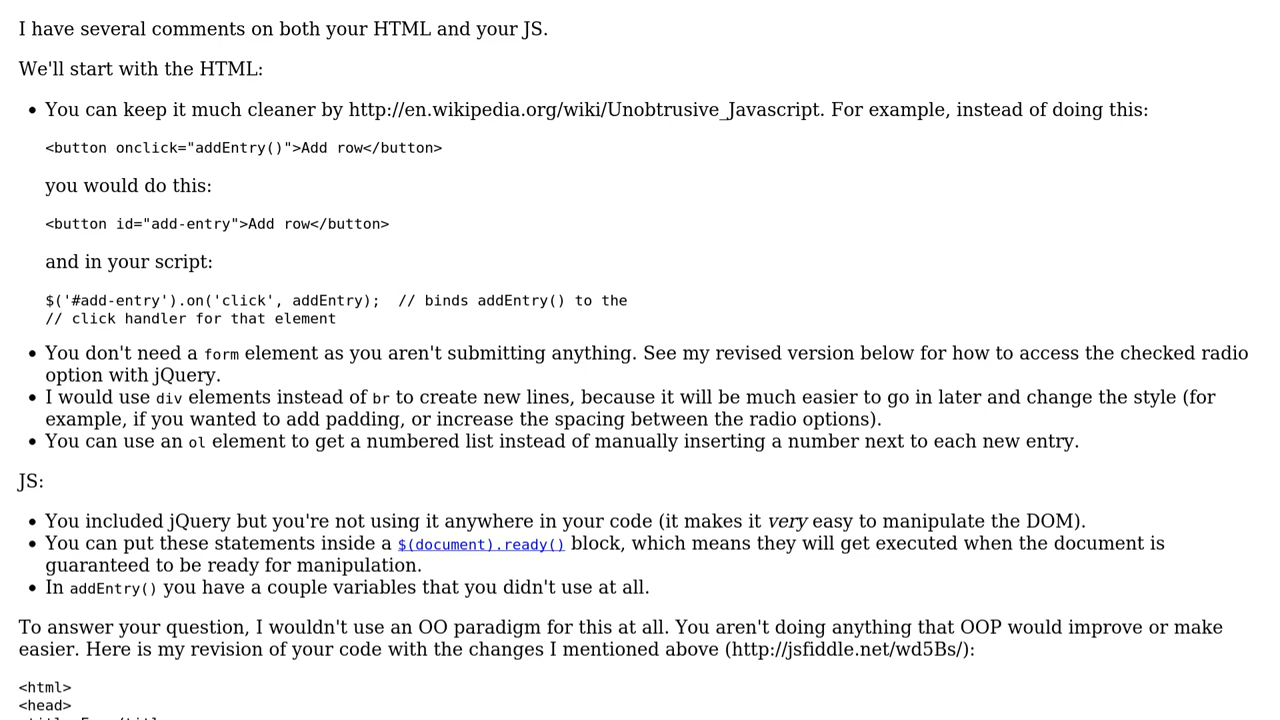 I have several comments on both your HTML and your JS.
We'll start with the HTML:
• You can keep it much cleaner by http://en.wikipedia.org/wiki/Unobtrusive_Javascript. For example, instead of doing this:
<button onclick="addEntry()">Add row</button>
you would do this:
<button id="add-entry">Add row</button>
and in your script:
$('#add-entry').on('click', addEntry);  // binds addEntry() to the
// click handler for that element
• You don't need a form element as you aren't submitting anything. See my revised version below for how to access the checked radio
option with jQuery.
• I would use div elements instead of br to create new lines, because it will be much easier to go in later and change the style (for
example, if you wanted to add padding, or increase the spacing between the radio options).
• You can use an ol element to get a numbered list instead of manually inserting a number next to each new entry.
JS:
• You included jQuery but you're not using it anywhere in your code (it makes it very easy to manipulate the DOM).
• You can put these statements inside a $(document).ready() block, which means they will get executed when the document is
guaranteed to be ready for manipulation.
• In addEntry() you have a couple variables that you didn't use at all.
To answer your question, I wouldn't use an OO paradigm for this at all. You aren't doing anything that OOP would improve or make
easier. Here is my revision of your code with the changes I mentioned above (http://jsfiddle.net/wd5Bs/):
<html>
<head>